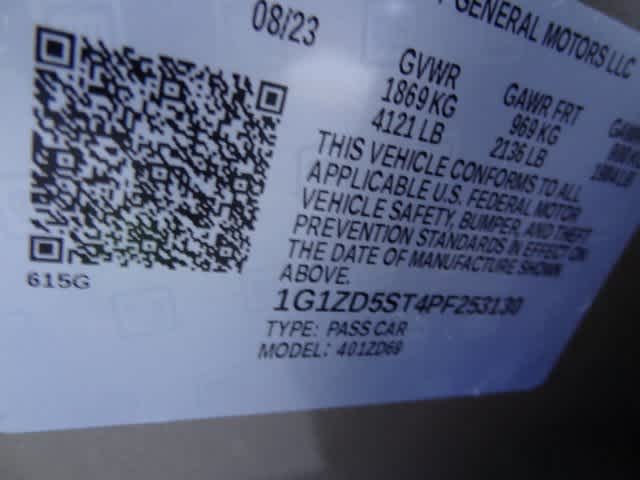 08/23
GENERAL MOTORS LLC
GVWR
1869 KG
4121 LB
GAWR FRT
969 KG
2136 LB
THIS VEHICLE CONFORMS TO ALL
APPLICABLE U.S. FEDERAL MOTOR
VEHICLE SAFETY, BUMPER, AND THEFT
PREVENTION STANDARDS IN EFFECT ON
THE DATE OF MANUFACTURE SHOWN
ABOVE.
615G
1G1ZD5ST4PF253130
TYPE: PASS CAR
MODEL: 401ZD69